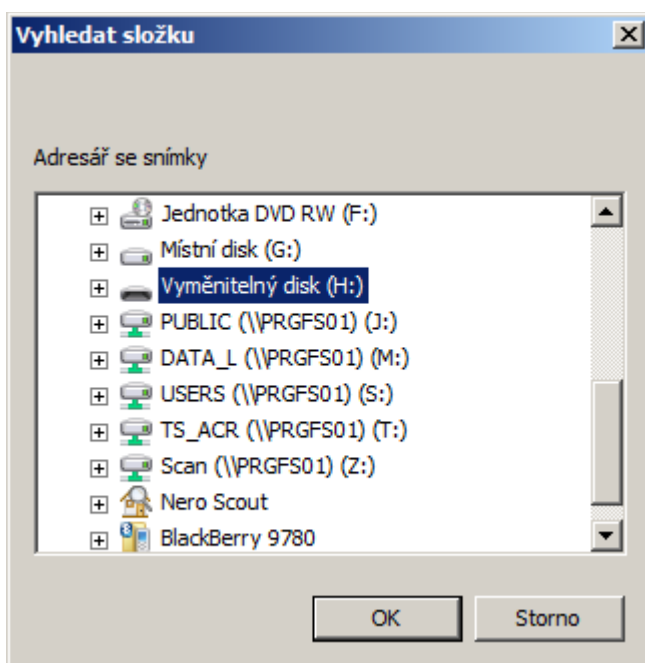 Vyhledat složku
Adresář se snímky
Jednotka DVD RW (F:)
Místní disk (G:)
Vyměnitelný disk (H:)
PUBLIC (\\PRGFS01) (J:)
DATA_L (\\PRGFS01) (M:)
USERS (\\PRGFS01) (S:)
TS_ACR (\\PRGFS01) (T:)
Scan (\\PRGFS01) (Z:)
Nero Scout
BlackBerry 9780
OK Storno